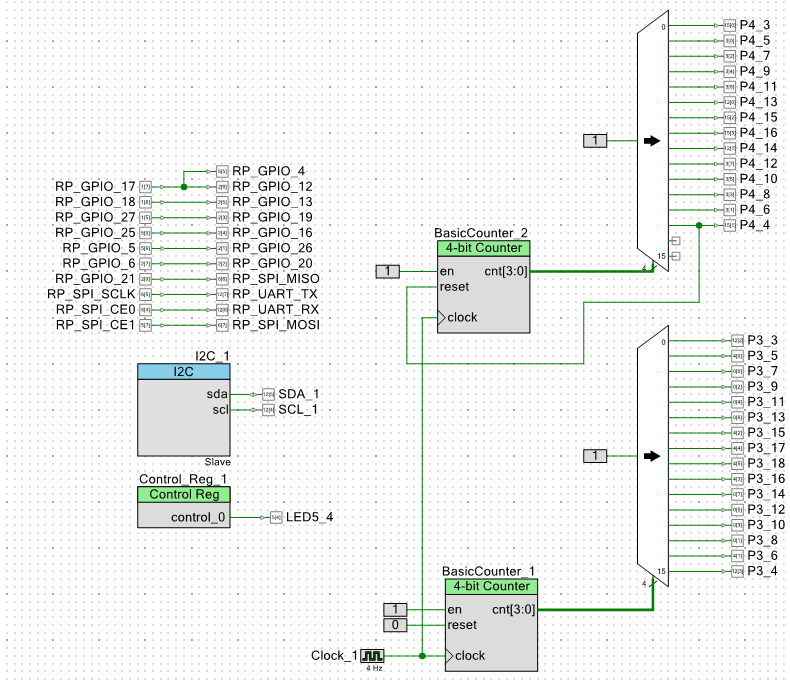 0
P4_3
P4_5
P4_7
P4_9
P4_11
P4_13
P4_15
1
P4_16
P4_14
P4_12
P4_10
P4_8
P4_6
P4_4
15
4
RP_GPIO_4
RP_GPIO_17 RP_GPIO_12
RP_GPIO_18 RP_GPIO_13
RP_GPIO_27 RP_GPIO_19
RP_GPIO_25 RP_GPIO_16
RP_GPIO_5 RP_GPIO_26
RP_GPIO_6 RP_GPIO_20
RP_GPIO_21 RP_SPI_MISO
RP_SPI_SCLK RP_UART_TX
RP_SPI_CE0 RP_UART_RX
RP_SPI_CE1 RP_SPI_MOSI
BasicCounter_2
4-bit Counter
1
en cnt[3:0]
reset
clock
I2C_1
I2C
sda SDA_1
scl SCL_1
Slave
Control_Reg_1
Control Reg
control_0 LED5_4
0
P3_3
P3_5
P3_7
P3_9
P3_11
P3_13
P3_15
P3_17
1
P3_18
P3_16
P3_14
P3_12
P3_10
P3_8
P3_6
15
P3_4
4
BasicCounter_1
4-bit Counter
1
en cnt[3:0]
0
reset
Clock_1
4 Hz
clock